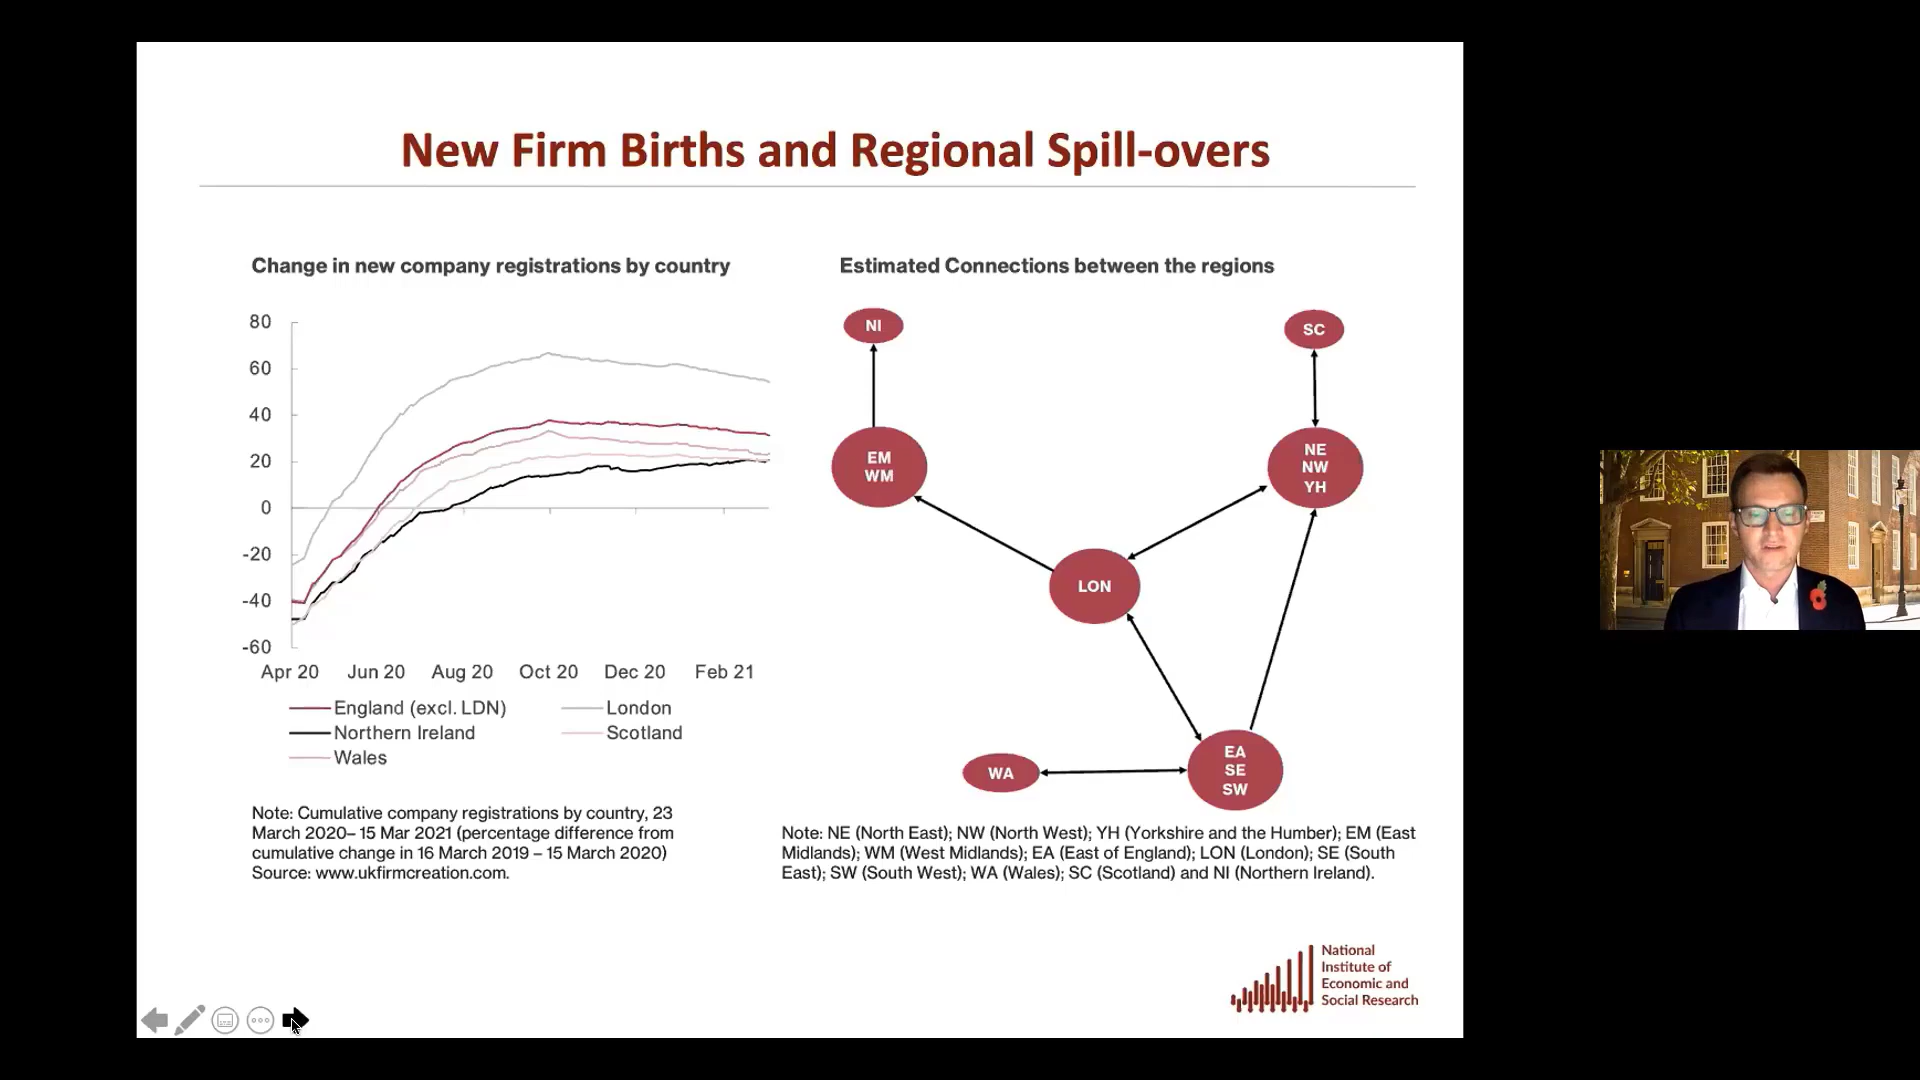 New Firm Births and Regional Spill-overs
Change in new company registrations by country
80
60
40
20
0
-20
-40
-60
Apr 20 Jun 20 Aug 20 Oct 20 Dec 20 Feb 21
England (excl. LDN) London
Northern Ireland Scotland
Wales
Note: Cumulative company registrations by country, 23
March 2020– 15 Mar 2021 (percentage difference from
cumulative change in 16 March 2019 – 15 March 2020)
Source: www.ukfirmcreation.com.
Estimated Connections between the regions
NI
SC
EM
WM
NE
NW
YH
LON
WA
EA
SE
SW
Note: NE (North East); NW (North West); YH (Yorkshire and the Humber); EM (East
Midlands); WM (West Midlands); EA (East of England); LON (London); SE (South
East); SW (South West); WA (Wales); SC (Scotland) and NI (Northern Ireland).
National
Institute of
Economic and
Social Research